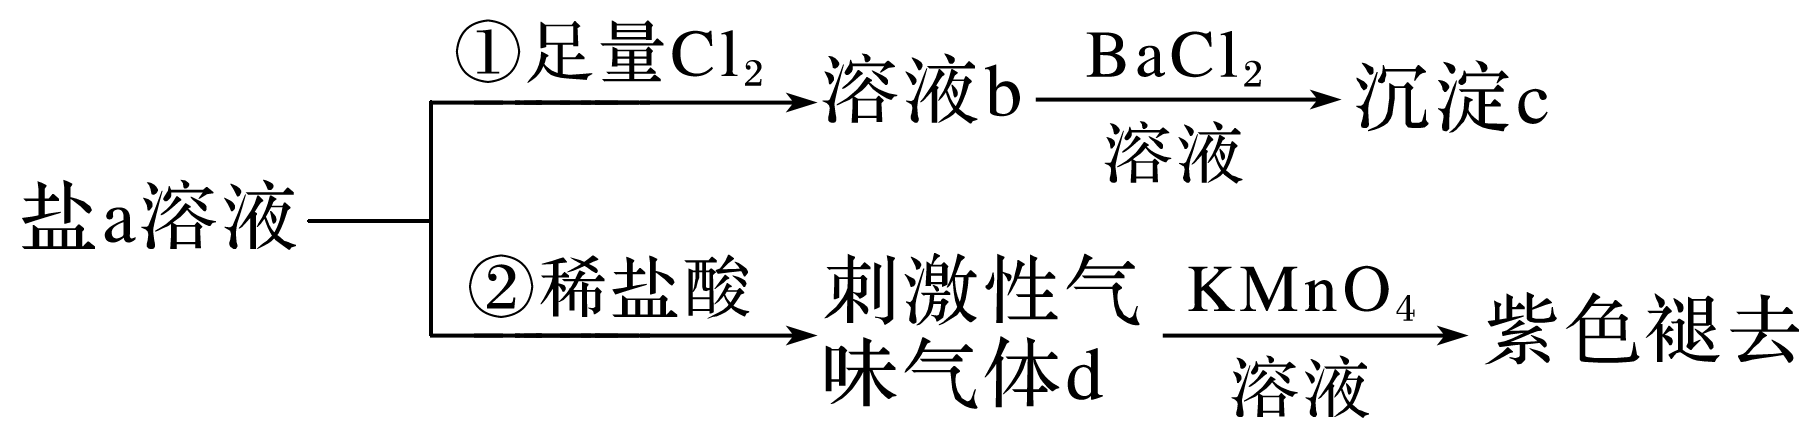 ①足量Cl₂
溶液b
BaCl₂
溶液
沉淀c
盐a溶液
②稀盐酸
刺激性气
味气体d
KMnO₄
溶液
紫色褪去